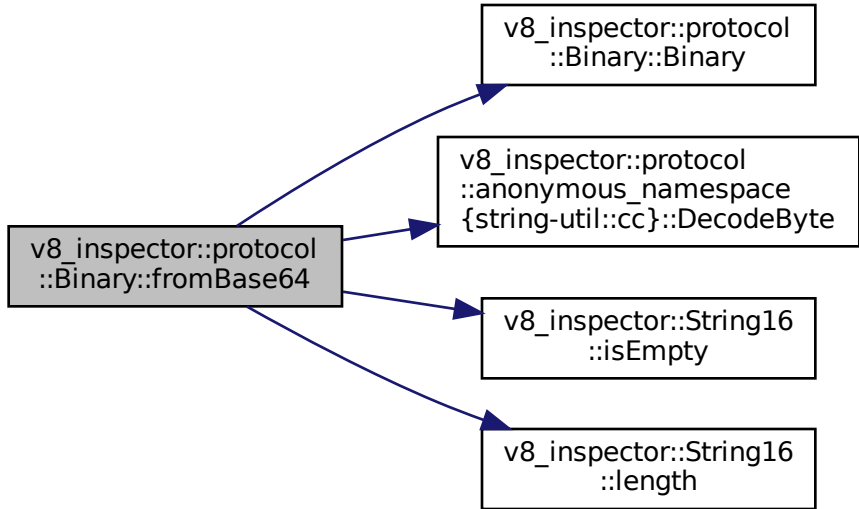 v8_inspector::protocol
::Binary::Binary
v8_inspector::protocol
::anonymous_namespace
{string-util::cc}::DecodeByte
v8_inspector::protocol
::Binary::fromBase64
v8_inspector::String16
::isEmpty
v8_inspector::String16
::length